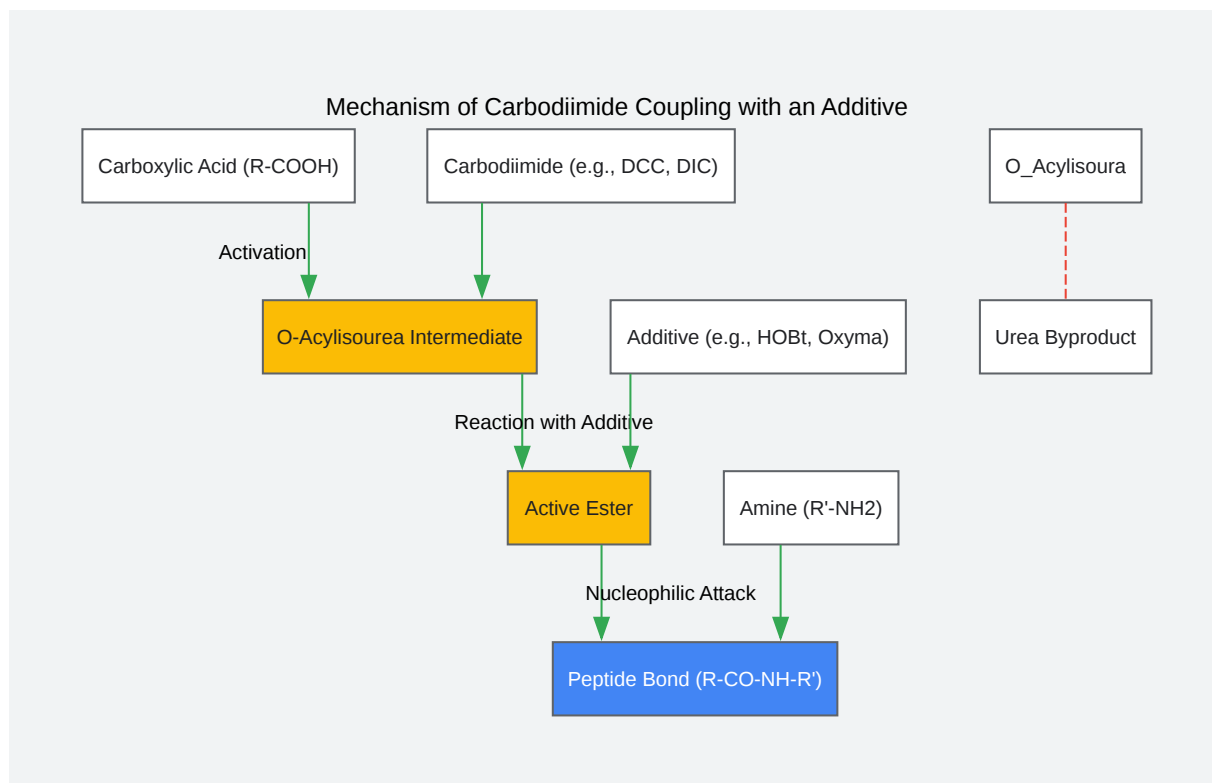 Mechanism of Carbodiimide Coupling with an Additive
Carboxylic Acid (R-COOH)
Carbodiimide (e.g., DCC, DIC)
O_Acylisoura
Activation
O-Acylisourea Intermediate
Additive (e.g., HOBt, Oxyma)
Urea Byproduct
Reaction with Additive
Active Ester
Amine (R'-NH2)
Nucleophilic Attack
Peptide Bond (R-CO-NH-R')